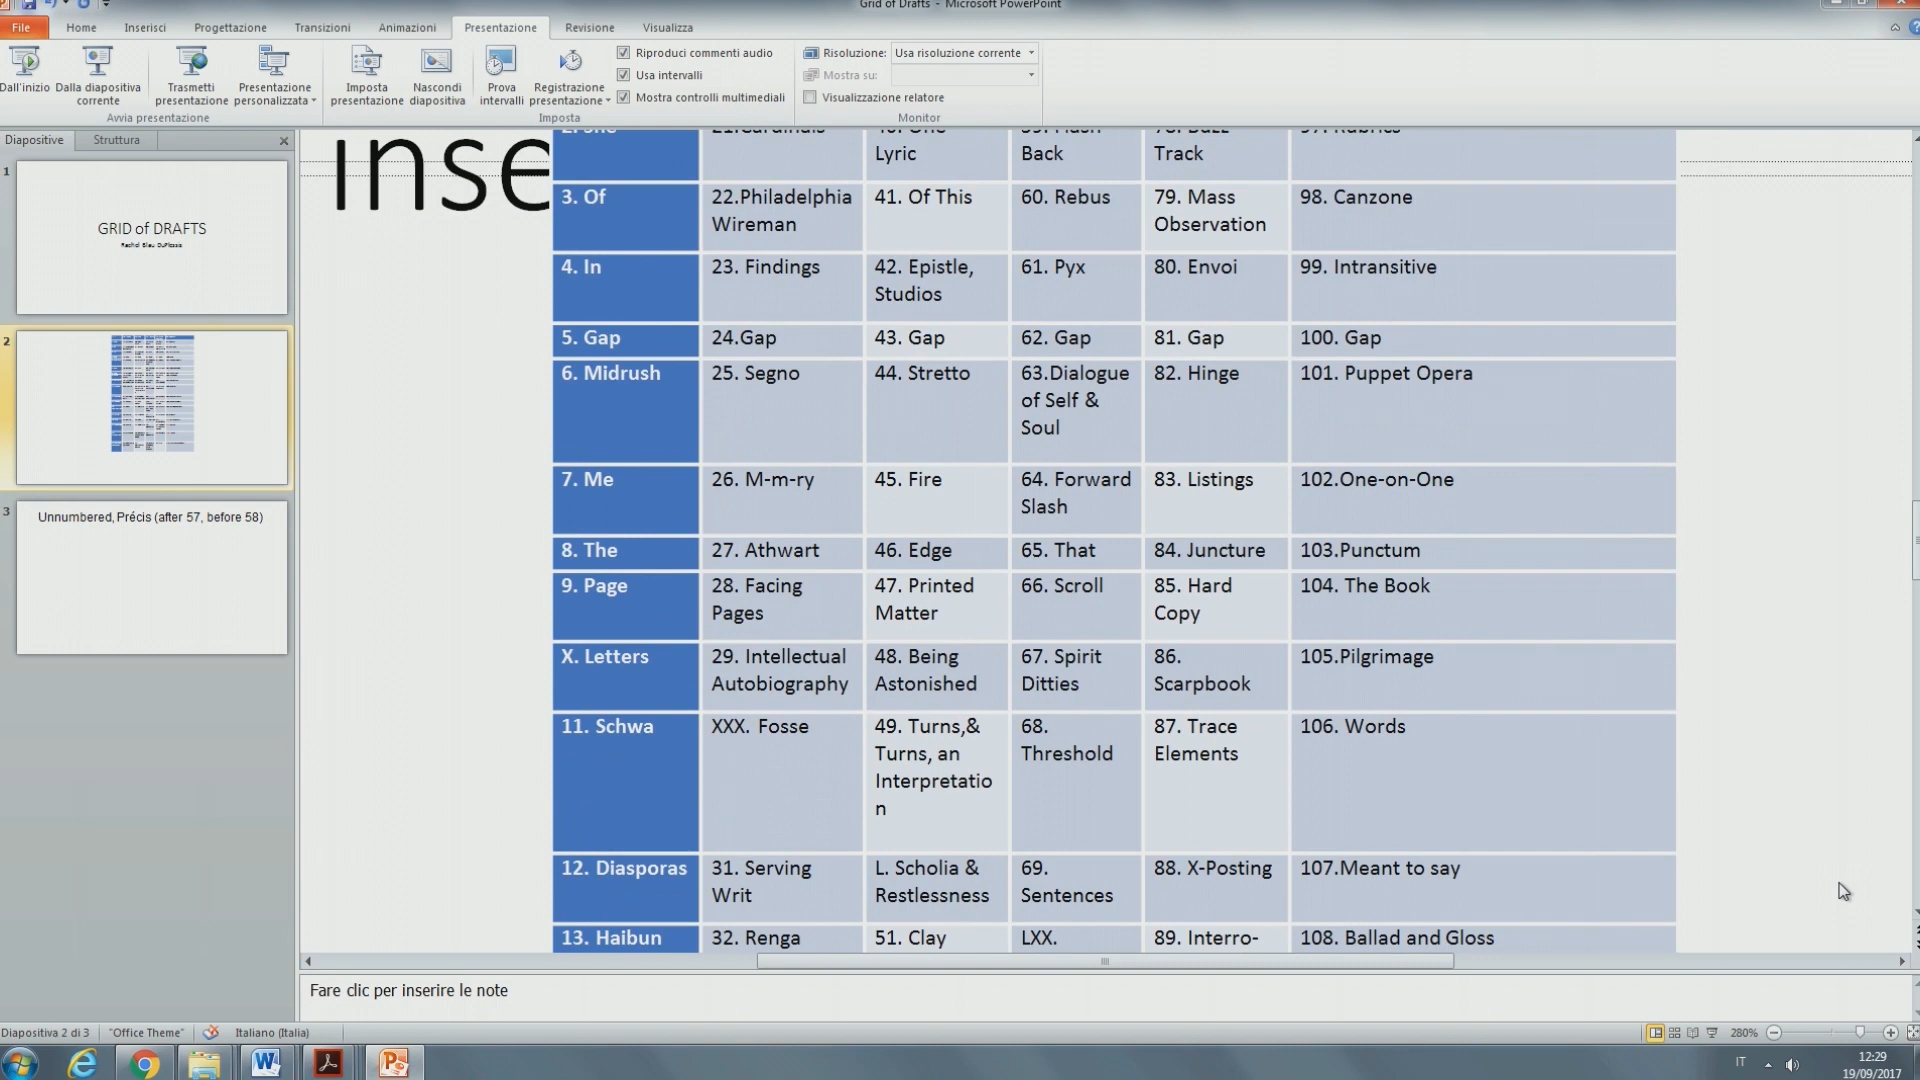 Grid of Drafts - Microsoft PowerPoint
File Home Inserisci Progettazione Transizioni Animazioni Presentazione Revisione Visualizza
Dall'inizio
Dalla diapositiva corrente
Trasmetti presentazione
Presentazione personalizzata
Imposta presentazione
Nascondi diapositiva
Prova intervalli
Registrazione presentazione
Riproduci commenti audio
Usa intervalli
Mostra controlli multimediali
Risoluzione: Usa risoluzione corrente
Mostra su:
Visualizzazione relatore
Avvia presentazione
Imposta
Monitor
Diapositive Struttura
1
GRID of DRAFTS
Rachel Blau DuPlessis
2
3
Unnumbered, Précis (after 57, before 58)
inse
Lyric
Back
Track
3. Of
22.Philadelphia
Wireman
41. Of This
60. Rebus
79. Mass
Observation
98. Canzone
4. In
23. Findings
42. Epistle,
Studios
61. Pyx
80. Envoi
99. Intransitive
5. Gap
24.Gap
43. Gap
62. Gap
81. Gap
100. Gap
6. Midrush
25. Segno
44. Stretto
63.Dialogue
of Self &
Soul
82. Hinge
101. Puppet Opera
7. Me
26. M-m-ry
45. Fire
64. Forward
Slash
83. Listings
102.One-on-One
8. The
27. Athwart
46. Edge
65. That
84. Juncture
103.Punctum
9. Page
28. Facing
Pages
47. Printed
Matter
66. Scroll
85. Hard
Copy
104. The Book
X. Letters
29. Intellectual
Autobiography
48. Being
Astonished
67. Spirit
Ditties
86.
Scarpbook
105.Pilgrimage
11. Schwa
XXX. Fosse
49. Turns,&
Turns, an
Interpretatio
n
68.
Threshold
87. Trace
Elements
106. Words
12. Diasporas
31. Serving
Writ
L. Scholia &
Restlessness
69.
Sentences
88. X-Posting
107.Meant to say
13. Haibun
32. Renga
51. Clay
LXX.
89. Interro-
108. Ballad and Gloss
Fare clic per inserire le note
Diapositiva 2 di 3 "Office Theme" Italiano (Italia) 280%
IT
12:29
19/09/2017